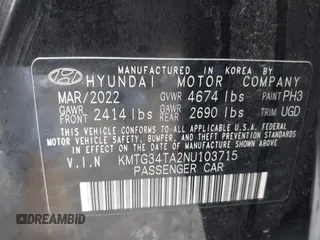 MANUFACTURED IN KOREA BY
HYUNDAI MOTOR COMPANY
MAR/2022 GVWR 4674 lbs PAINT PH3
GAWR FRONT 2414 lbs GAWR REAR 2690 lbs TRIM UGD
THIS VEHICLE CONFORMS TO ALL APPLICABLE FEDERAL
MOTOR VEHICLE SAFETY, BUMPER, AND THEFT PREVENTION
STANDARDS IN EFFECT ON THE DATE OF
MANUFACTURE SHOWN ABOVE.
V.I.N KMTG34TA2NU103715
PASSENGER CAR
DREAMBID